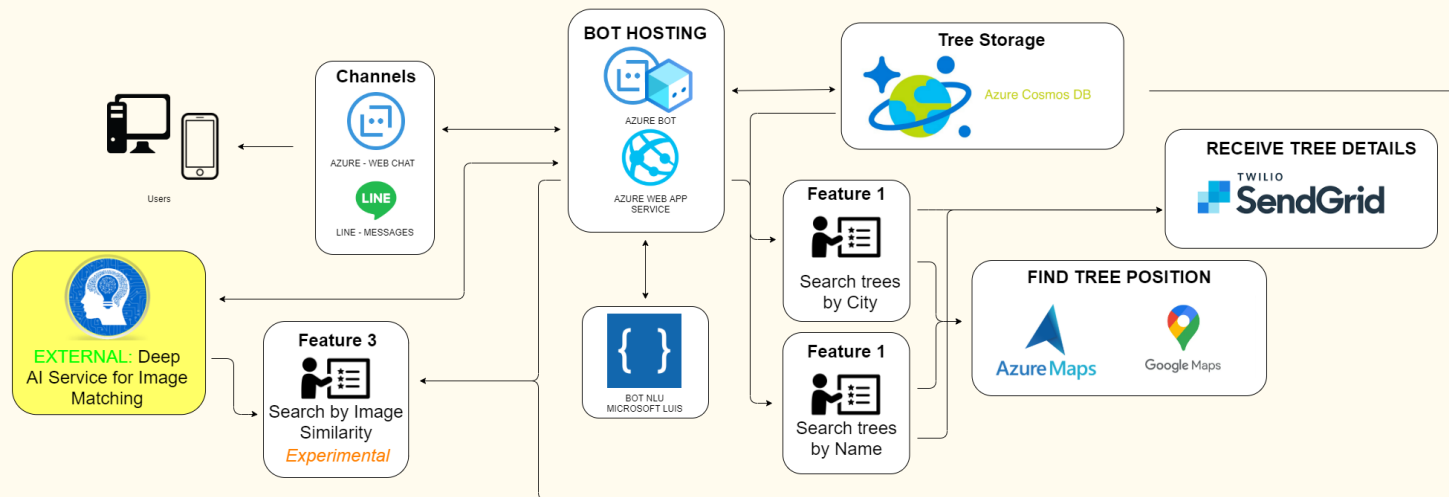 BOT HOSTING
AZURE BOT
AZURE WEB APP
SERVICE
Tree Storage
Azure Cosmos DB
Channels
AZURE - WEB CHAT
LINE
LINE - MESSAGES
Users
RECEIVE TREE DETAILS
TWILIO
SendGrid
Feature 1
Search trees
by City
FIND TREE POSITION
Azure Maps
Google Maps
EXTERNAL: Deep
AI Service for Image
Matching
Feature 3
Search by Image
Similarity
Experimental
{ }
BOT NLU
MICROSOFT LUIS
Feature 1
Search trees
by Name